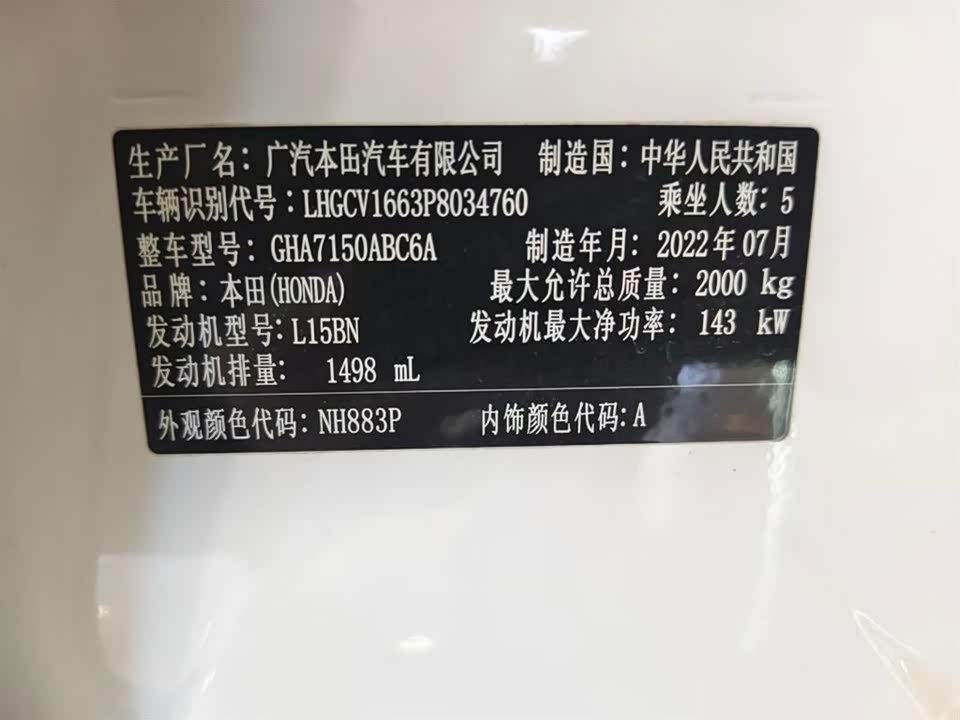 生产厂名：广汽本田汽车有限公司 制造国：中华人民共和国
车辆识别代号：LHGCV1663P8034760 乘坐人数：5
整车型号：GHA7150ABC6A 制造年月：2022年07月
品牌：本田(HONDA) 最大允许总质量：2000 kg
发动机型号：L15BN 发动机最大净功率：143 kW
发动机排量： 1498 mL
外观颜色代码：NH883P 内饰颜色代码：A